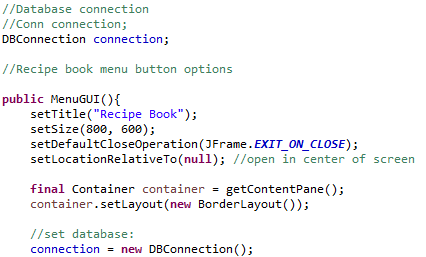 //Database connection
//Conn connection;
DBConnection connection;
//Recipe book menu button options
public MenuGUI(){
setTitle("Recipe Book");
setSize(800, 600);
setDefaultCloseOperation(JFrame.EXIT_ON_CLOSE);
setLocationRelativeTo(null); //open in center of screen
final Container container = getContentPane();
container.setLayout(new BorderLayout());
//set database:
connection = new DBConnection();